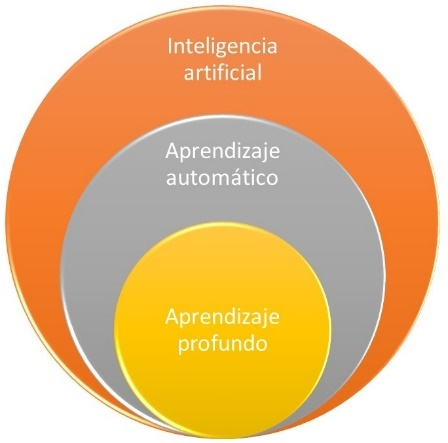 Inteligencia
artificial
Aprendizaje
automático
Aprendizaje
profundo